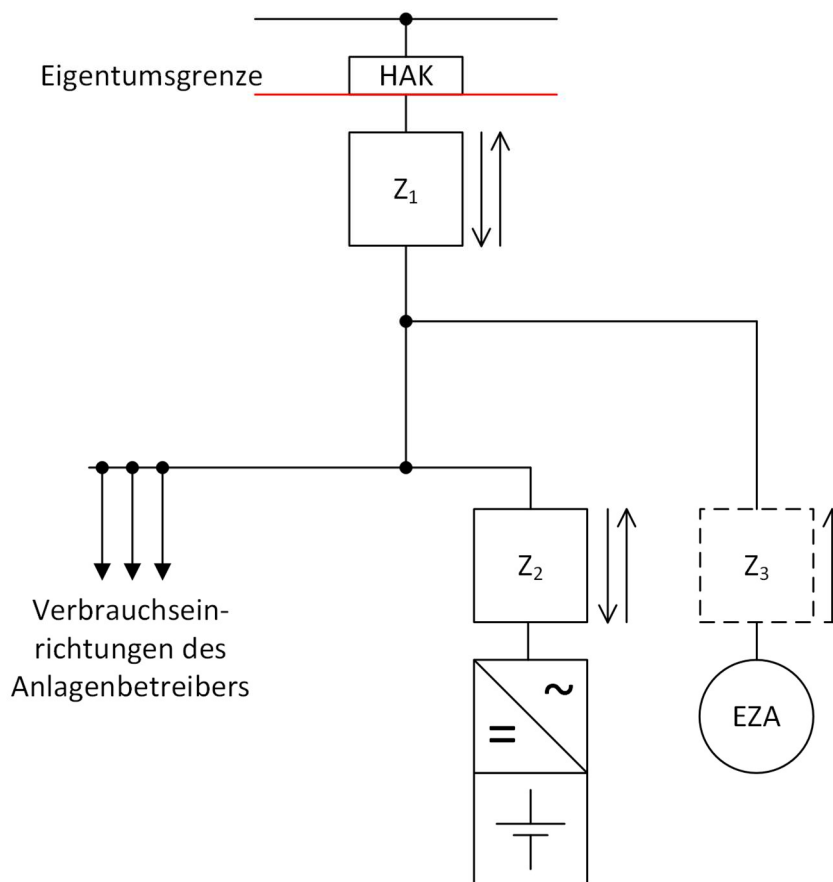 Eigentumsgrenze
HAK
Z₁
Z₂
Z₃
Verbrauchsein-
richtungen des
Anlagenbetreibers
~
=
EZA